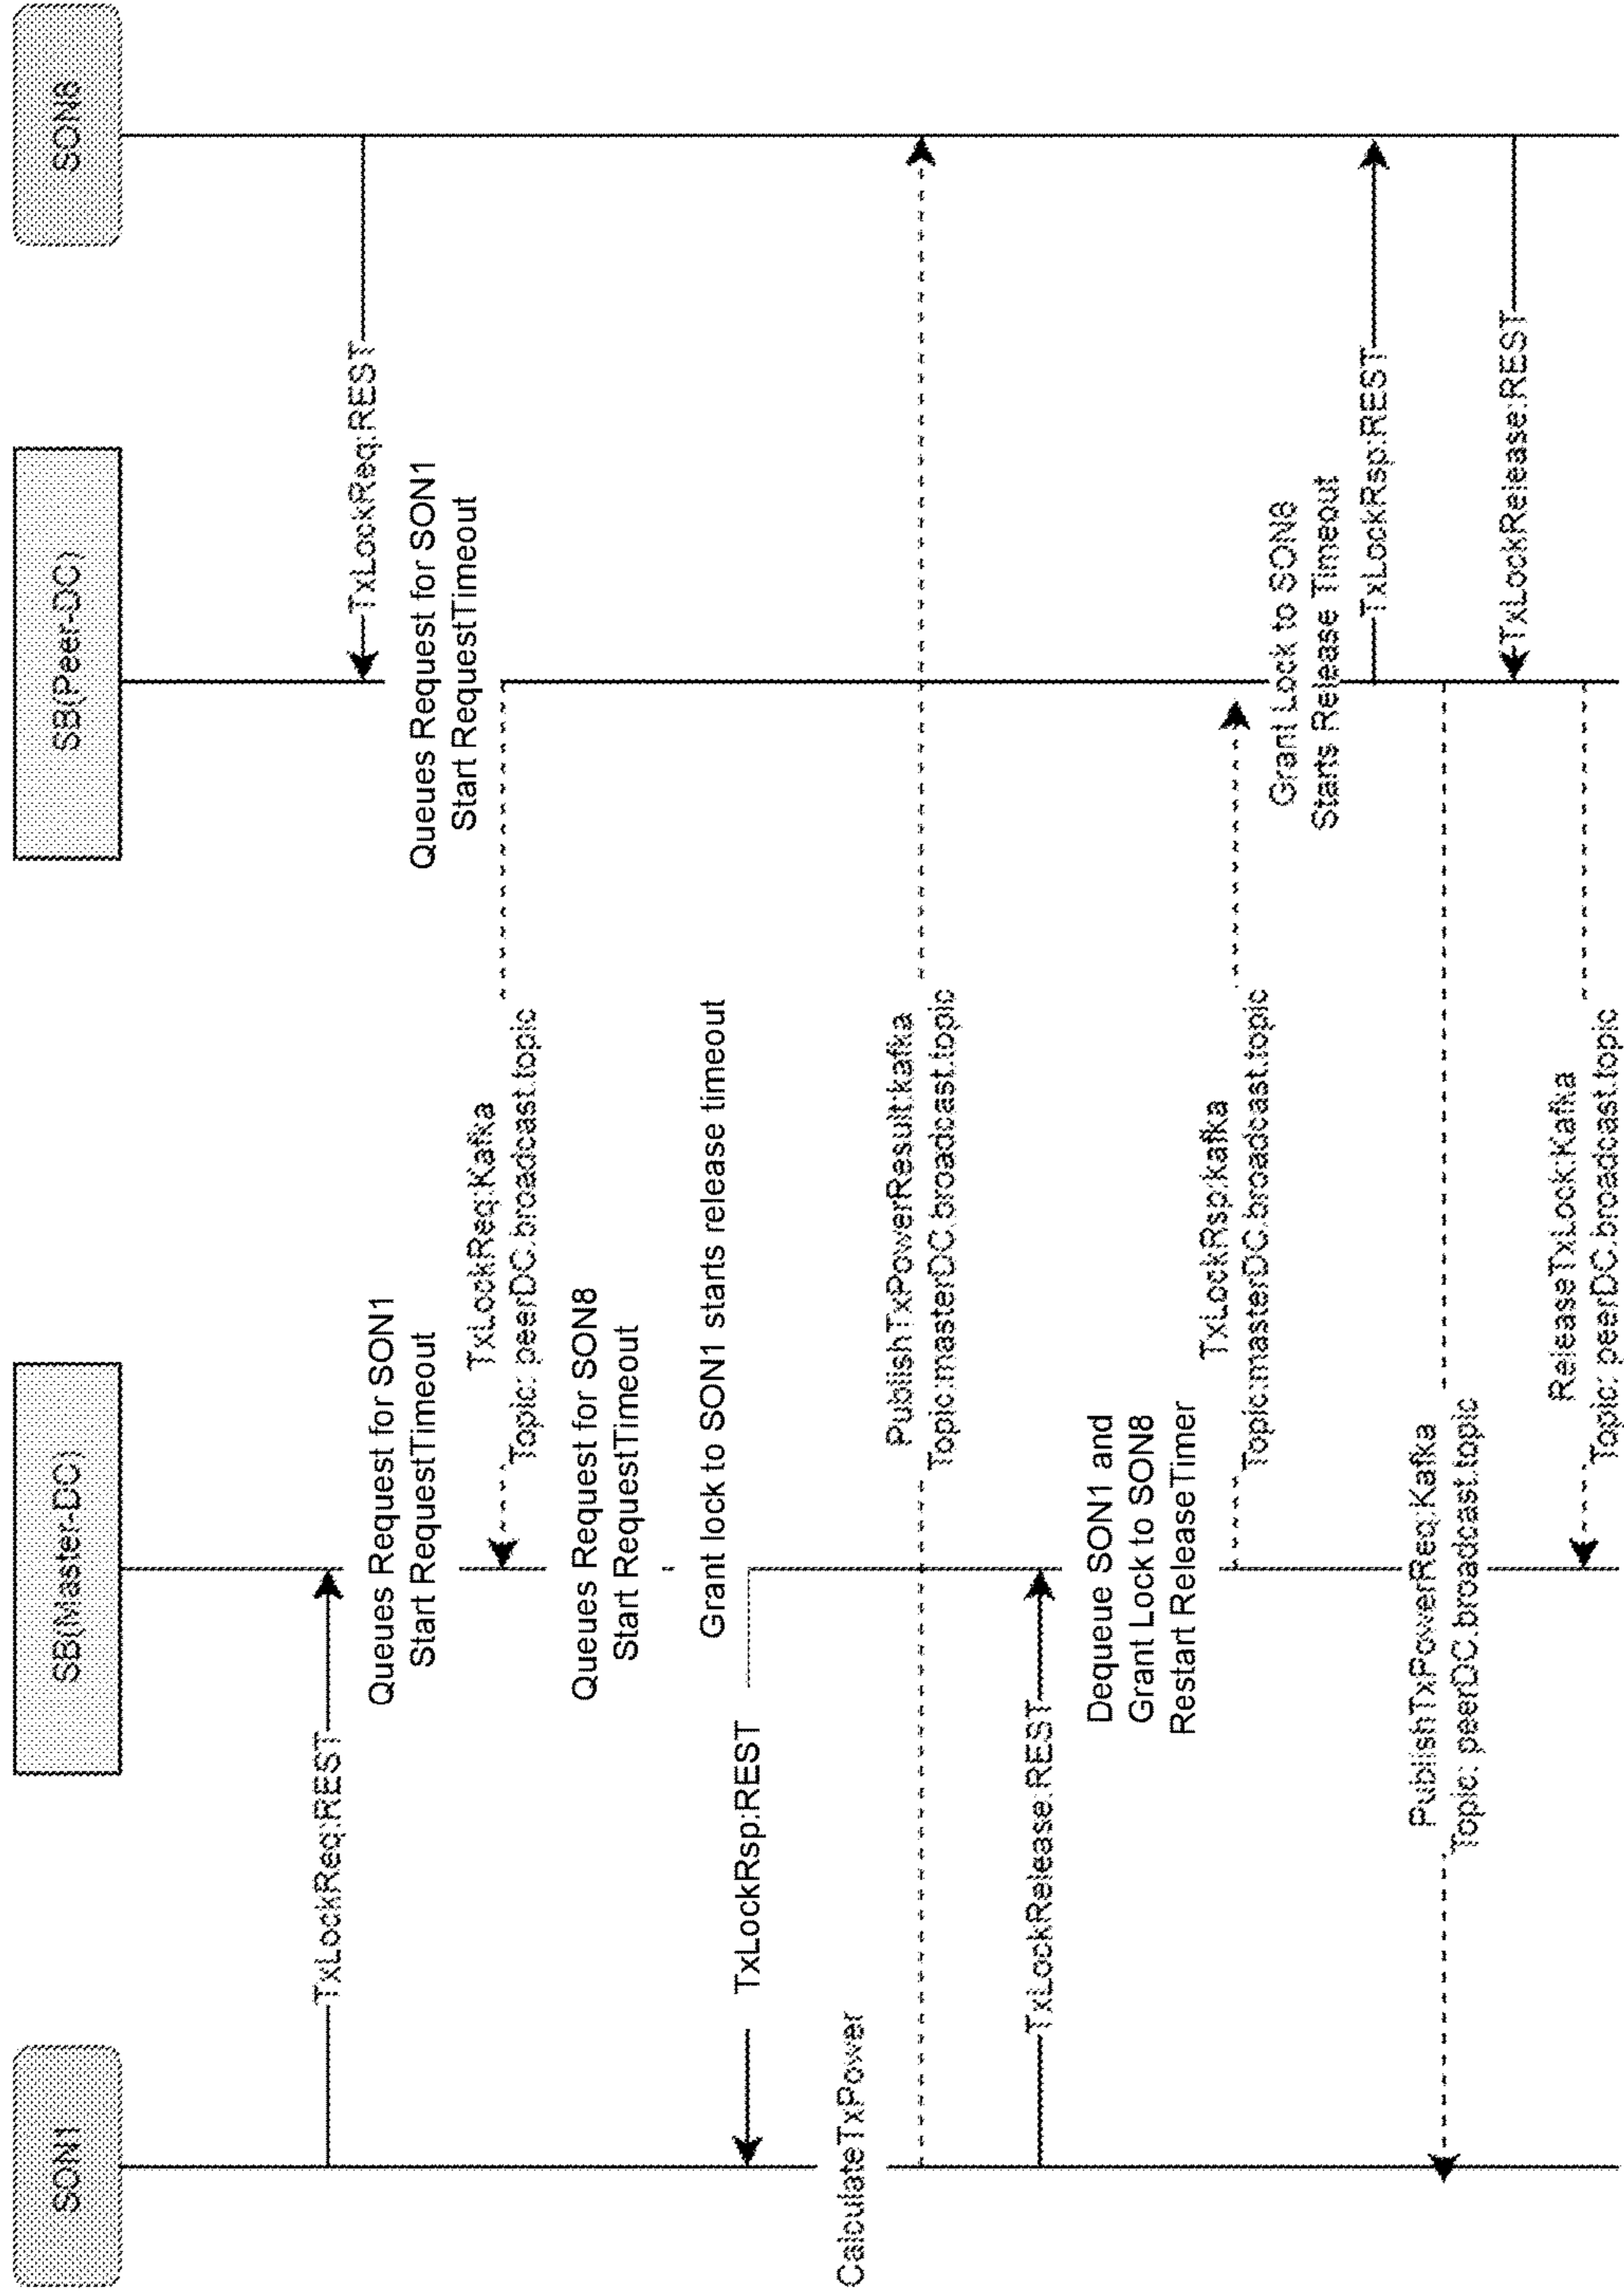 SON1
SB(Master-DC)
SB(Peer-DC)
SON8
TxLockReq:REST
TxLockReq:REST
Queues Request for SON1
Start RequestTimeout
Queues Request for SON1
Start RequestTimeout
TxLockReq:Kafka
Topic: peerDC.broadcast.topic
Queues Request for SON8
Start RequestTimeout
Grant lock to SON1 starts release timeout
TxLockRsp:REST
CalculateTxPower
PublishTxPowerResult:kafka
Topic:masterDC.broadcast.topic
TxLockRelease:REST
Dequeue SON1 and
Grant Lock to SON8
Restart ReleaseTimer
TxLockRsp:kafka
Topic:masterDC.broadcast.topic
Grant Lock to SON8
Starts Release Timeout
TxLockRsp:REST
PublishTxPowerReq:Kafka
Topic: peerDC.broadcast.topic
TxLockRelease:REST
ReleaseTxLock:Kafka
Topic: peerDC.broadcast.topic